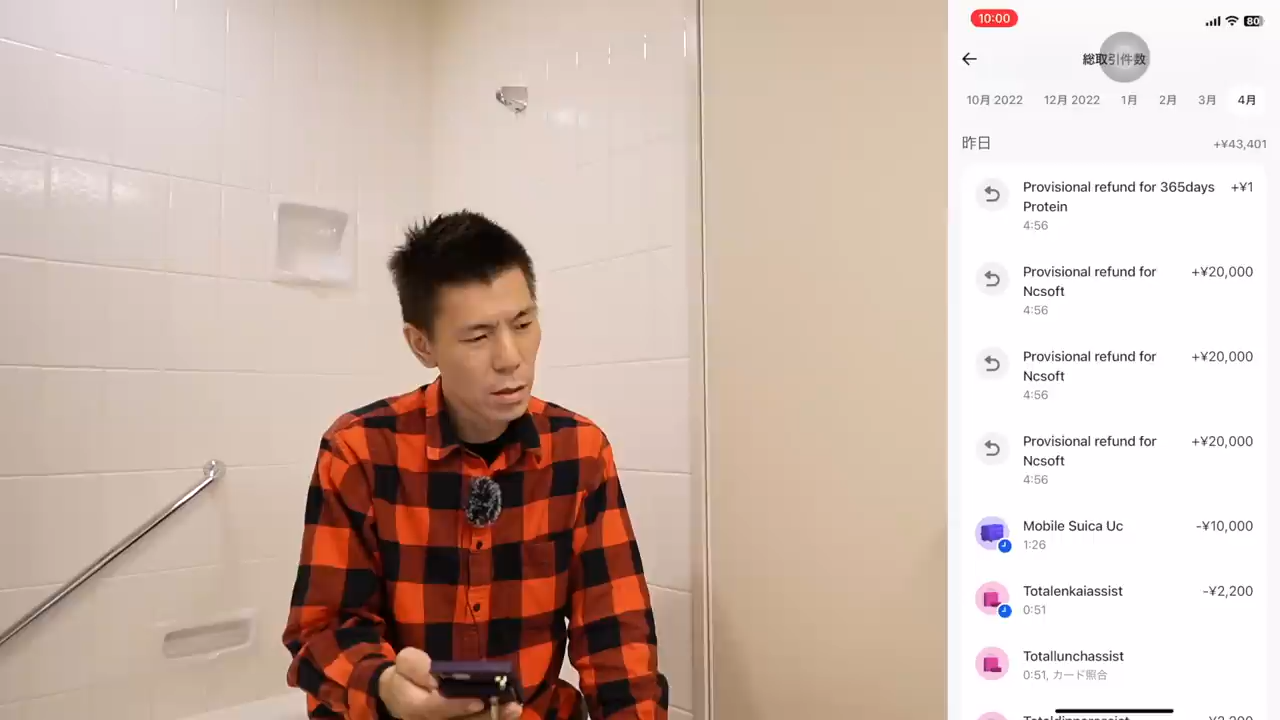 10:00
80
総取引件数
10月 2022 12月 2022 1月 2月 3月 4月
昨日 +¥43,401
Provisional refund for 365days +¥1
Protein
4:56
Provisional refund for +¥20,000
Ncsoft
4:56
Provisional refund for +¥20,000
Ncsoft
4:56
Provisional refund for +¥20,000
Ncsoft
4:56
Mobile Suica Uc -¥10,000
1:26
Totalenkaiassist -¥2,200
0:51
Totallunchassist
0:51, カード照合